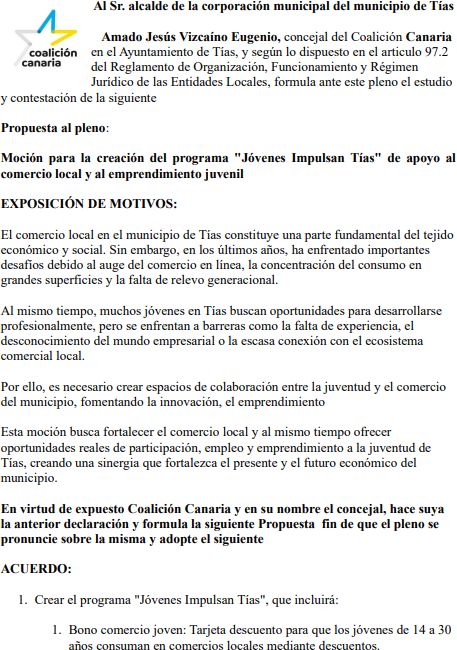 Al Sr. alcalde de la corporación municipal del municipio de Tías
coalición
canaria
Amado Jesús Vizcaíno Eugenio, concejal del Coalición Canaria
en el Ayuntamiento de Tías, y según lo dispuesto en el articulo 97.2
del Reglamento de Organización, Funcionamiento y Régimen
Jurídico de las Entidades Locales, formula ante este pleno el estudio
y contestación de la siguiente
Propuesta al pleno:
Moción para la creación del programa "Jóvenes Impulsan Tías" de apoyo al
comercio local y al emprendimiento juvenil
EXPOSICIÓN DE MOTIVOS:
El comercio local en el municipio de Tías constituye una parte fundamental del tejido
económico y social. Sin embargo, en los últimos años, ha enfrentado importantes
desafíos debido al auge del comercio en línea, la concentración del consumo en
grandes superficies y la falta de relevo generacional.
Al mismo tiempo, muchos jóvenes en Tías buscan oportunidades para desarrollarse
profesionalmente, pero se enfrentan a barreras como la falta de experiencia, el
desconocimiento del mundo empresarial o la escasa conexión con el ecosistema
comercial local.
Por ello, es necesario crear espacios de colaboración entre la juventud y el comercio
del municipio, fomentando la innovación, el emprendimiento
Esta moción busca fortalecer el comercio local y al mismo tiempo ofrecer
oportunidades reales de participación, empleo y emprendimiento a la juventud de
Tías, creando una sinergia que fortalezca el presente y el futuro económico del
municipio.
En virtud de expuesto Coalición Canaria y en su nombre el concejal, hace suya
la anterior declaración y formula la siguiente Propuesta fin de que el pleno se
pronuncie sobre la misma y adopte el siguiente
ACUERDO:
1. Crear el programa "Jóvenes Impulsan Tías", que incluirá:
1. Bono comercio joven: Tarjeta descuento para que los jóvenes de 14 a 30
años consuman en comercios locales mediante descuentos.